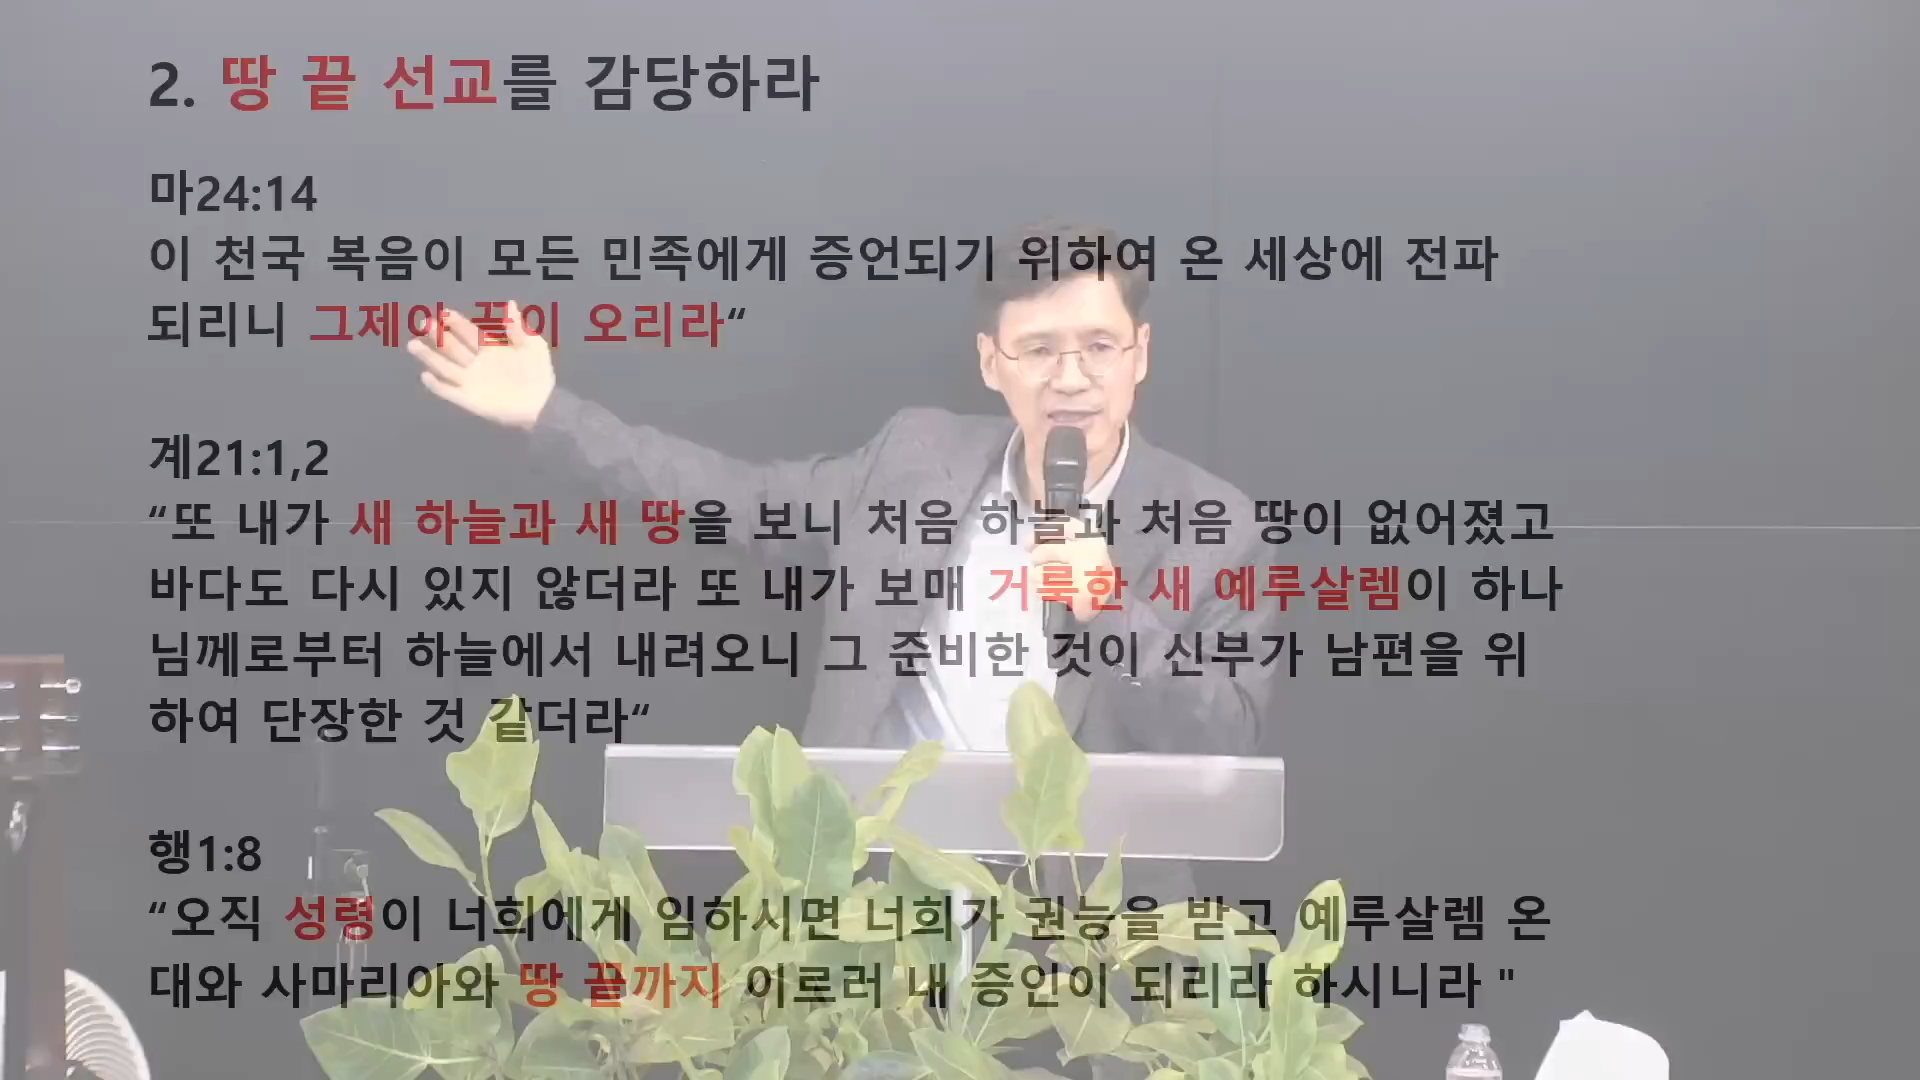 2. 땅 끝 선교를 감당하라
마24:14
이 천국 복음이 모든 민족에게 증언되기 위하여 온 세상에 전파
되리니 그제야 끝이 오리라“
계21:1,2
“또 내가 새 하늘과 새 땅을 보니 처음 하늘과 처음 땅이 없어졌고
바다도 다시 있지 않더라 또 내가 보매 거룩한 새 예루살렘이 하나
님께로부터 하늘에서 내려오니 그 준비한 것이 신부가 남편을 위
하여 단장한 것 같더라“
행1:8
“오직 성령이 너희에게 임하시면 너희가 권능을 받고 예루살렘 온
대와 사마리아와 땅 끝까지 이르러 내 증인이 되리라 하시니라 "